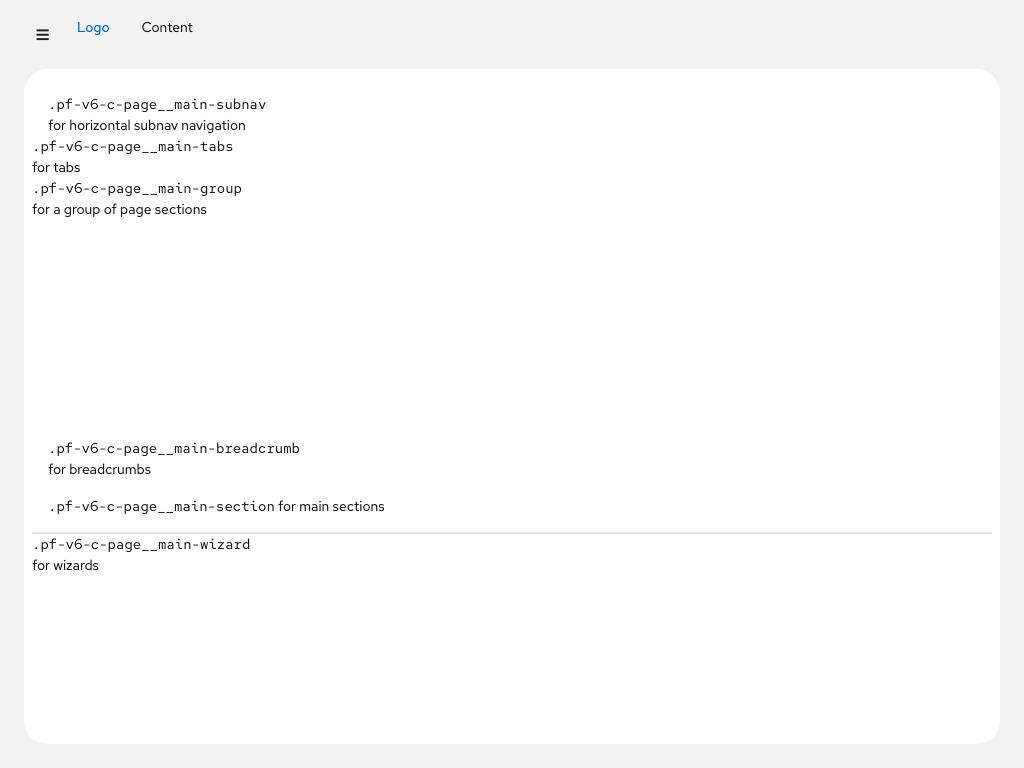 Logo
Content
.pf-v6-c-page__main-subnav
for horizontal subnav navigation
.pf-v6-c-page__main-tabs
for tabs
.pf-v6-c-page__main-group
for a group of page sections
.pf-v6-c-page__main-breadcrumb
for breadcrumbs
.pf-v6-c-page__main-section for main sections
.pf-v6-c-page__main-wizard
for wizards